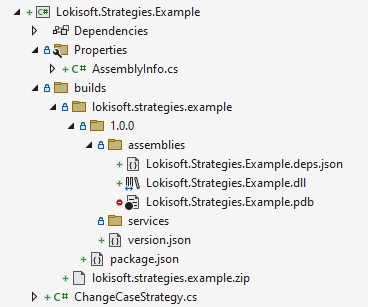 Lokisoft.Strategies.Example
Dependencies
Properties
C# AssemblyInfo.cs
builds
lokisoft.strategies.example
1.0.0
assemblies
Lokisoft.Strategies.Example.deps.json
Lokisoft.Strategies.Example.dll
Lokisoft.Strategies.Example.pdb
services
version.json
package.json
lokisoft.strategies.example.zip
C# ChangeCaseStrategy.cs